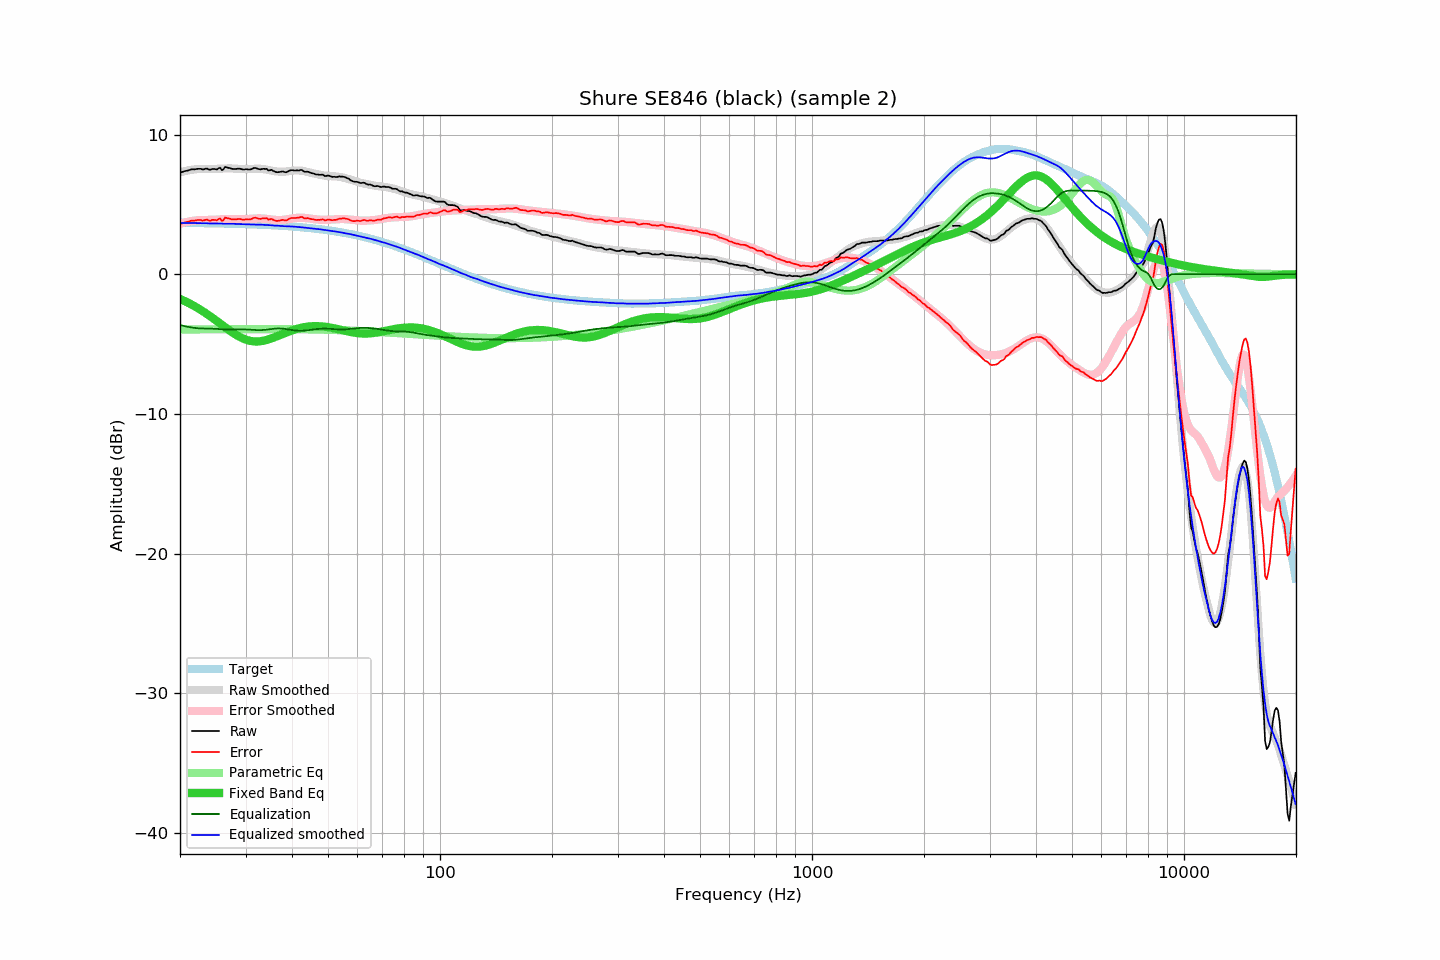 Shure SE846 (black) (sample 2)
10
0
−10
−20
−30
−40
Amplitude (dBr)
Target
Raw Smoothed
Error Smoothed
Raw
Error
Parametric Eq
Fixed Band Eq
Equalization
Equalized smoothed
100
1000
10000
Frequency (Hz)